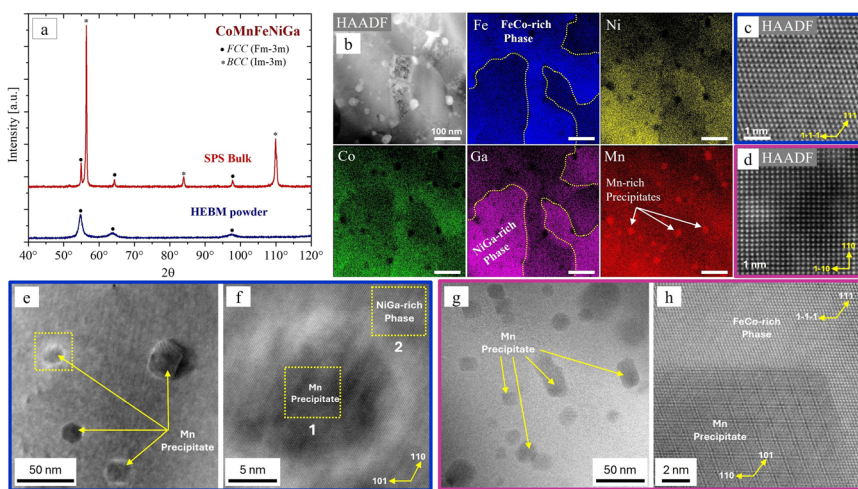 a
CoMnFeNiGa
• FCC (Fm-3m)
* BCC (Im-3m)
SPS Bulk
HEBM powder
Intensity [a.u.]
40 50 60 70 80 90 100 110 120
2θ
HAADF
b
100 nm
Fe
FeCo-rich
Phase
Ni
Co
Ga
NiGa-rich
Phase
Mn
Mn-rich
Precipitates
c
HAADF
1 nm
111
1-1-1
d
HAADF
1 nm
110
1-10
e
Mn
Precipitate
50 nm
f
NiGa-rich
Phase
2
Mn
Precipitate
1
5 nm
110
101
g
Mn
Precipitate
50 nm
h
111
1-1-1
FeCo-rich
Phase
Mn
Precipitate
101
110
2 nm